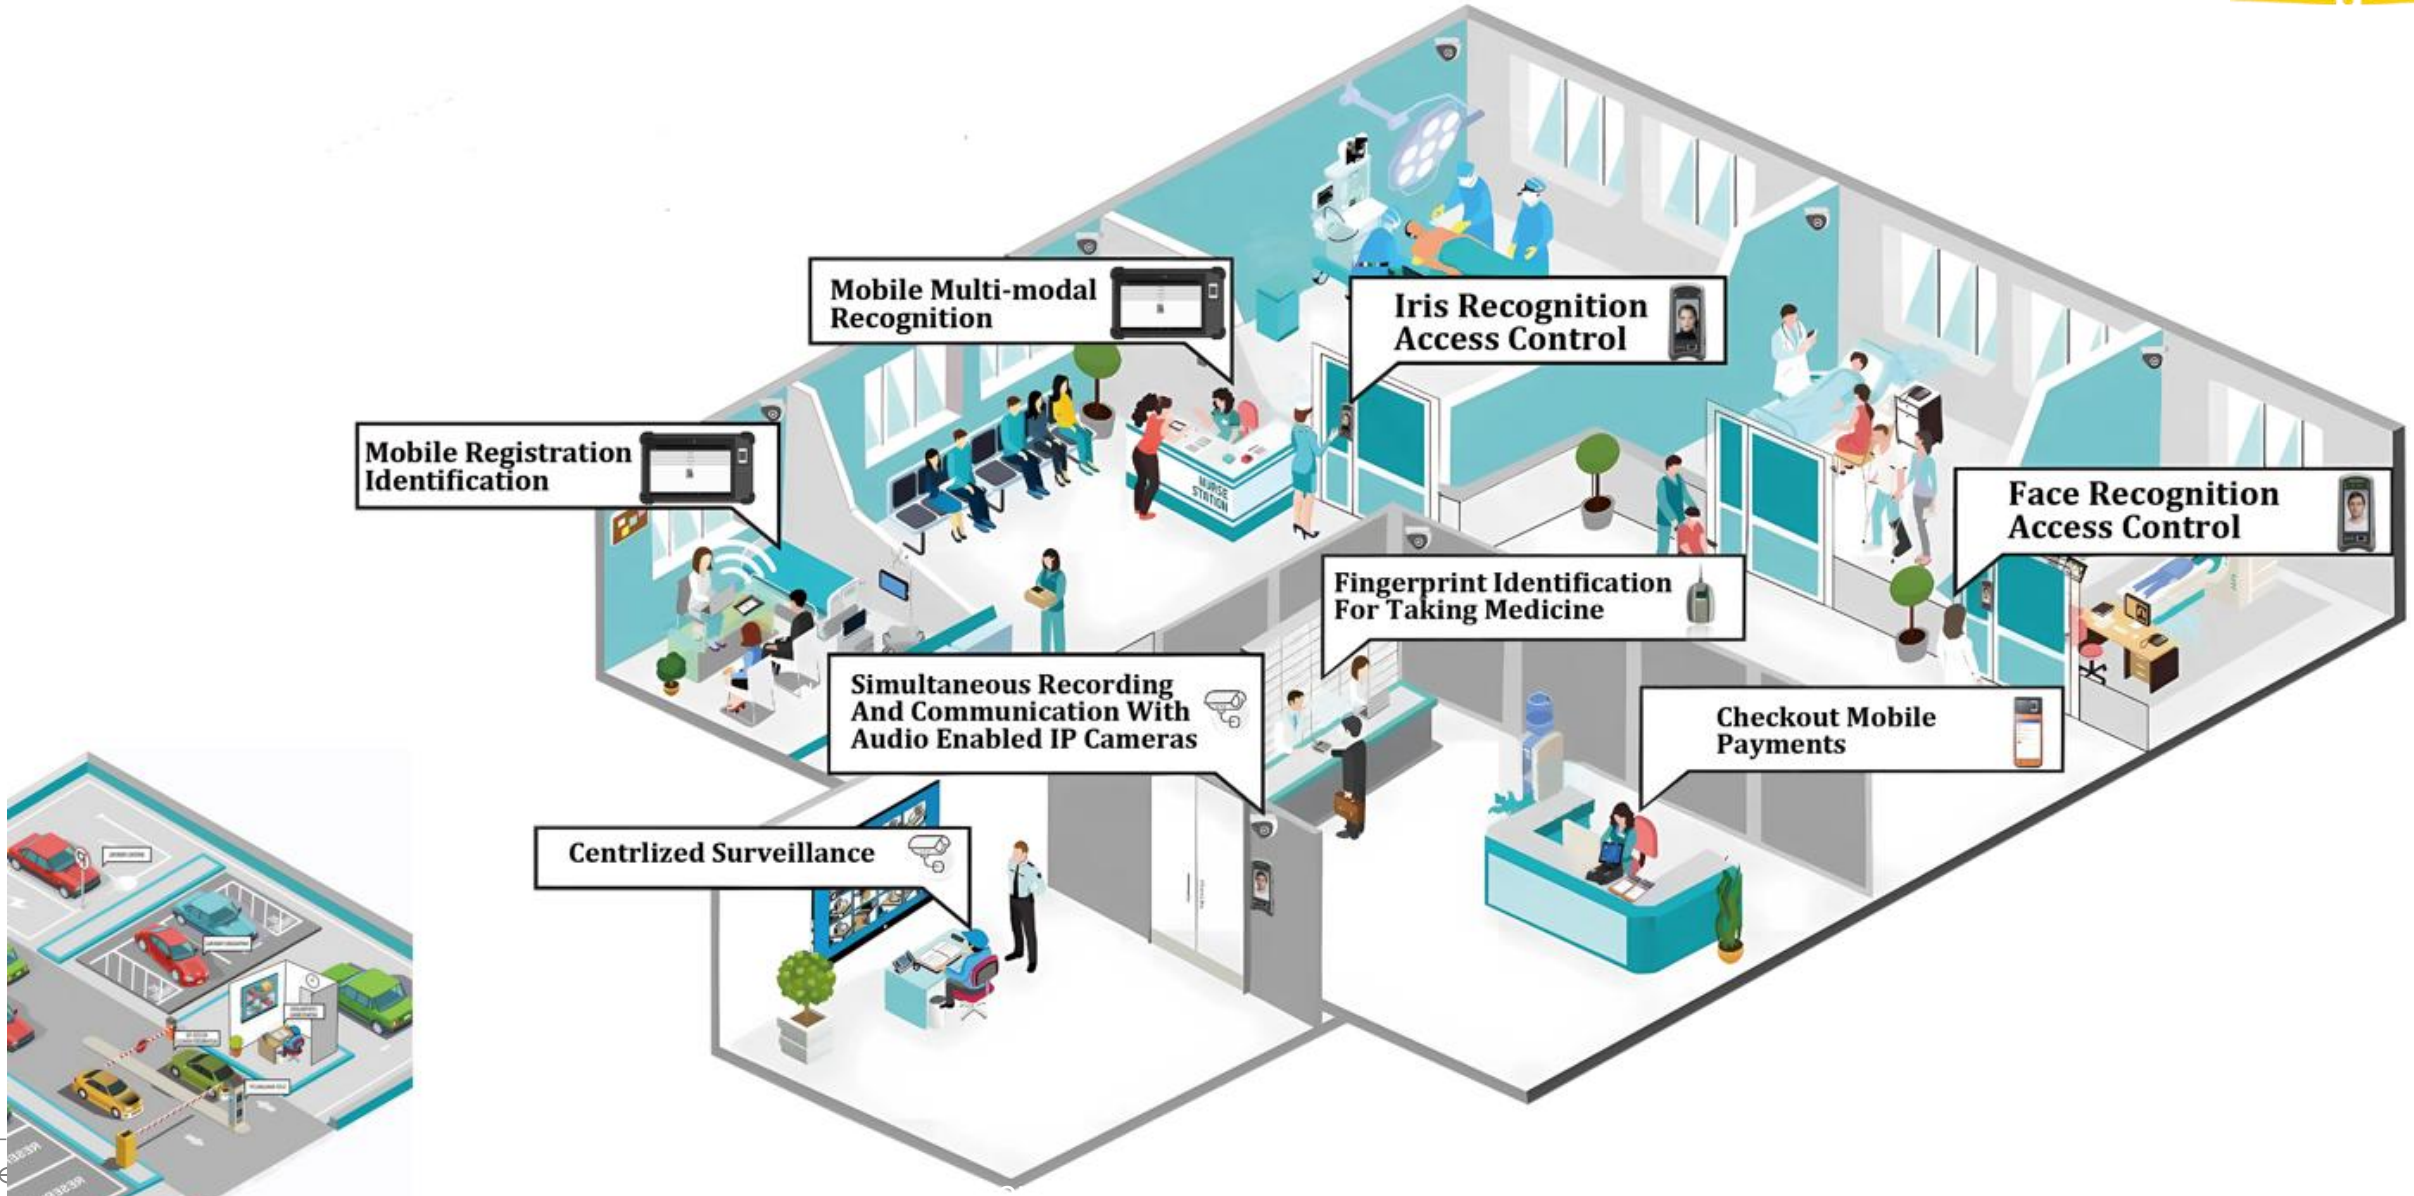 Mobile Multi-modal
Recognition
Iris Recognition
Access Control
Mobile Registration
Identification
NURSE
STATION
Face Recognition
Access Control
Fingerprint Identification
For Taking Medicine
Simultaneous Recording
And Communication With
Audio Enabled IP Cameras
Checkout Mobile
Payments
Centrlized Surveillance